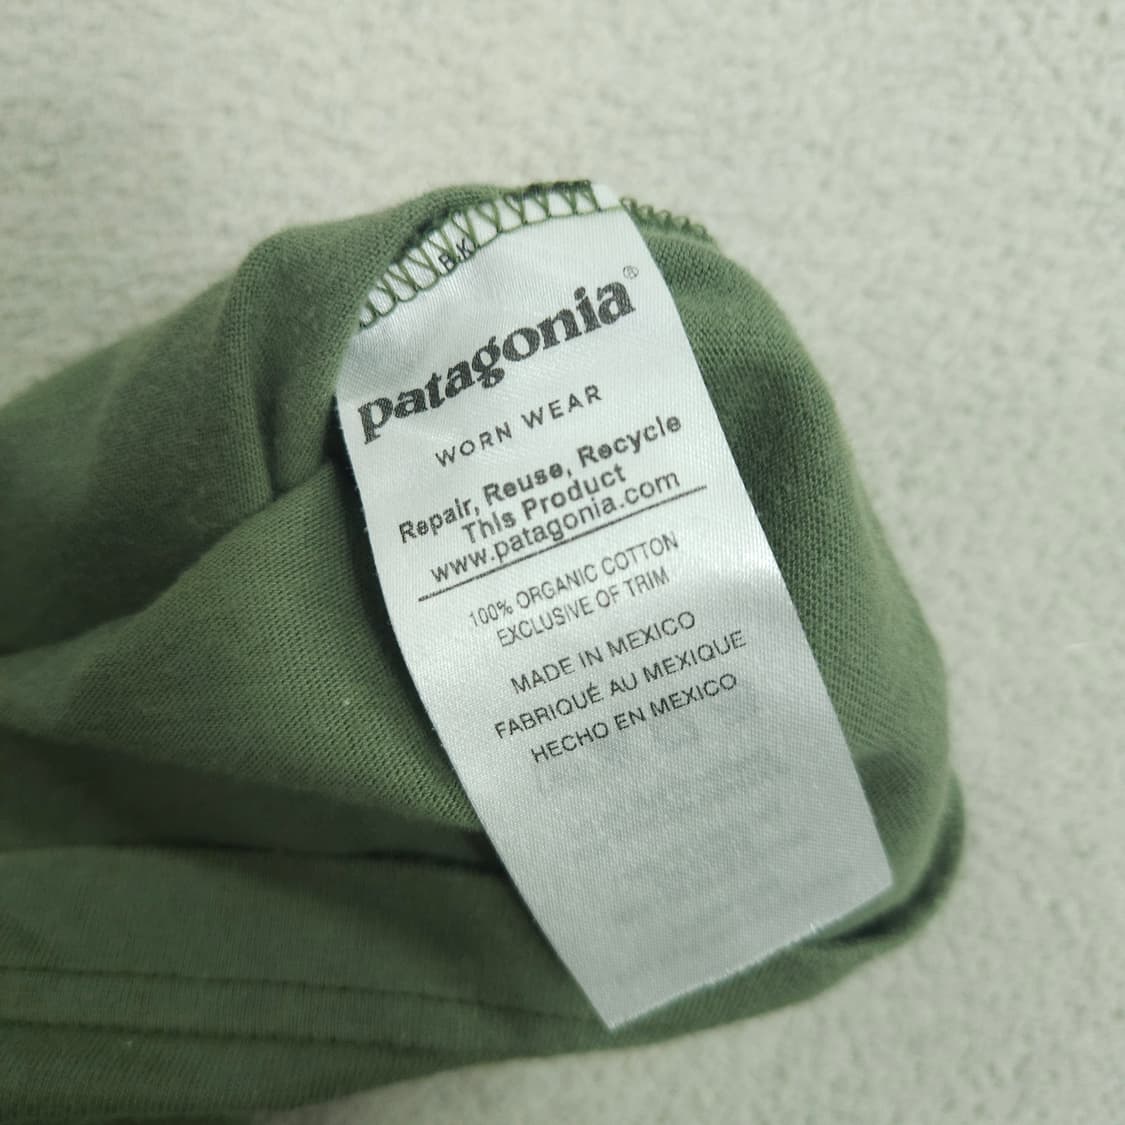 B.K
patagonia®
WORN WEAR
Repair, Reuse, Recycle
This Product
www.patagonia.com
100% ORGANIC COTTON
EXCLUSIVE OF TRIM
MADE IN MEXICO
FABRIQUÉ AU MEXIQUE
HECHO EN MEXICO